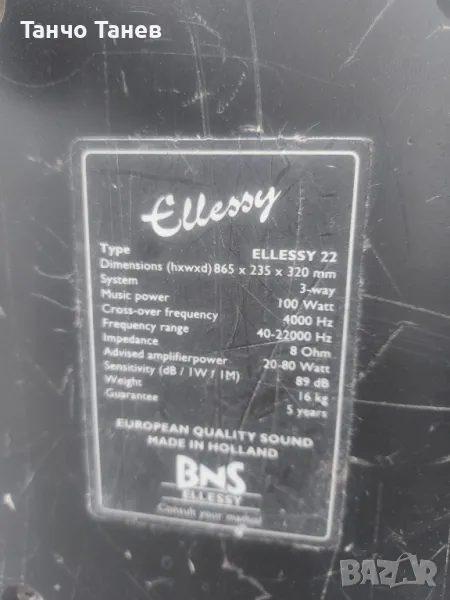 Танчо Танев
Ellessy
Type ELLESSY 22
Dimensions (hxwxd) 865 x 235 x 320 mm
System 3-way
Music power 100 Watt
Cross-over frequency 4000 Hz
Frequency range 40-22000 Hz
Impedance 8 Ohm
Advised amplifierpower 20-80 Watt
Sensitivity (dB / 1W / 1M) 89 dB
Weight 16 kg
Guarantee 5 years
EUROPEAN QUALITY SOUND
MADE IN HOLLAND
BNS
ELLESSY
Consult your manual
BAZAR